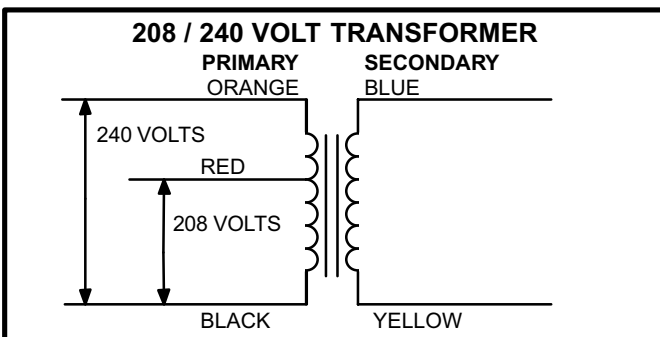 208 / 240 VOLT TRANSFORMER
PRIMARY SECONDARY
ORANGE BLUE
240 VOLTS
RED
208 VOLTS
BLACK YELLOW